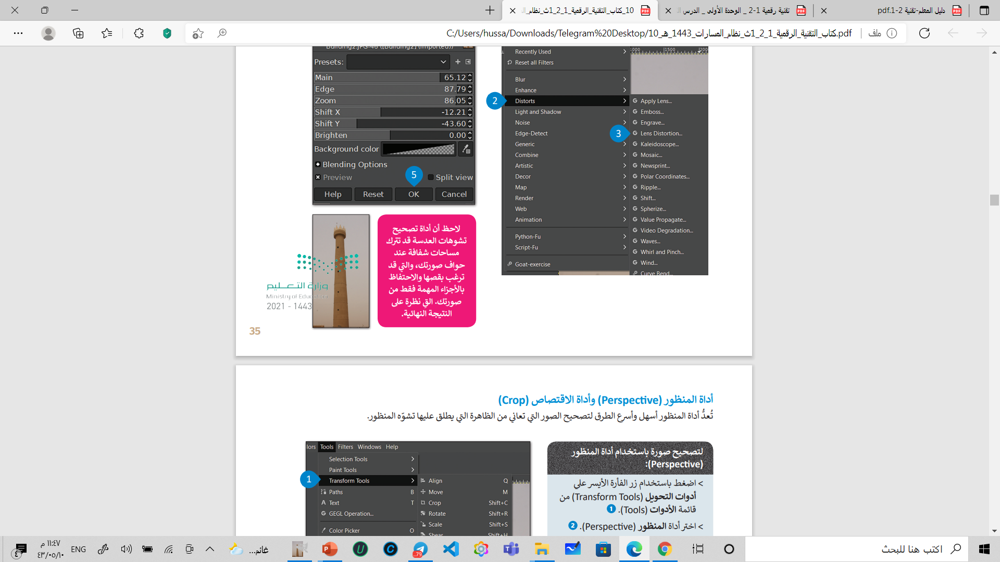 دليل المعلم-تقنية 2-1.pdf
تقنية رقمية 1-2 _ الوحدة الأولى _ الدرس
10_كتاب_التقنية_الرقمية_1_2_1ث_نظام
ملف
C:/Users/hussa/Downloads/Telegram%20Desktop/10_كتاب_التقنية_الرقمية_1_2_1ث_نظام_المسارات_1443_هـ.pdf
Building2.JPG-46 ([Building2] (imported))
Presets:
Main 65.12
Edge 87.79
Zoom 86.05
Shift X -12.21
Shift Y -43.60
Brighten 0.00
Background color
Blending Options
Preview
Split view
5
Help Reset OK Cancel
1000 1500 2000
Recently Used
Reset all Filters
Blur
Enhance
2
Distorts
Light and Shadow
Noise
Edge-Detect
Generic
Combine
Artistic
Decor
Map
Render
Web
Animation
Python-Fu
Script-Fu
Goat-exercise
Apply Lens...
Emboss...
Engrave...
3
Lens Distortion...
Kaleidoscope...
Mosaic...
Newsprint...
Polar Coordinates...
Ripple...
Shift...
Spherize...
Value Propagate...
Video Degradation...
Waves...
Whirl and Pinch...
Wind...
Curve Bend...
لاحظ أن أداة تصحيح
تشوهات العدسة قد تترك
مساحات شفافة عند
حواف صورتك، والتي قد
ترغب بقصها والاحتفاظ
بالأجزاء المهمة فقط من
صورتك. القِ نظرة على
النتيجة النهائية.
وزارة التعليم
Ministry of Education
2021 - 1443
35
أداة المنظور (Perspective) وأداة الاقتصاص (Crop)
تُعدُّ أداة المنظور أسهل وأسرع الطرق لتصحيح الصور التي تعاني من الظاهرة التي يطلق عليها تشوّه المنظور.
لتصحيح صورة باستخدام أداة المنظور
(Perspective):
> اضغط باستخدام زر الفأرة الأيسر على
أدوات التحويل (Transform Tools) من
قائمة الأدوات (Tools). 1
> اختر أداة المنظور (Perspective). 2
lors Tools Filters Windows Help
Selection Tools
Paint Tools
1
Transform Tools
Paths B
Text T
GEGL Operation...
Color Picker O
Align Q
Move M
Crop Shift+C
Rotate Shift+R
Scale Shift+S
Shear Shift+H
اكتب هنا للبحث
..79
غائم...
ENG
١١:٤٧ م
٤٣/٠٥/١٠
٤